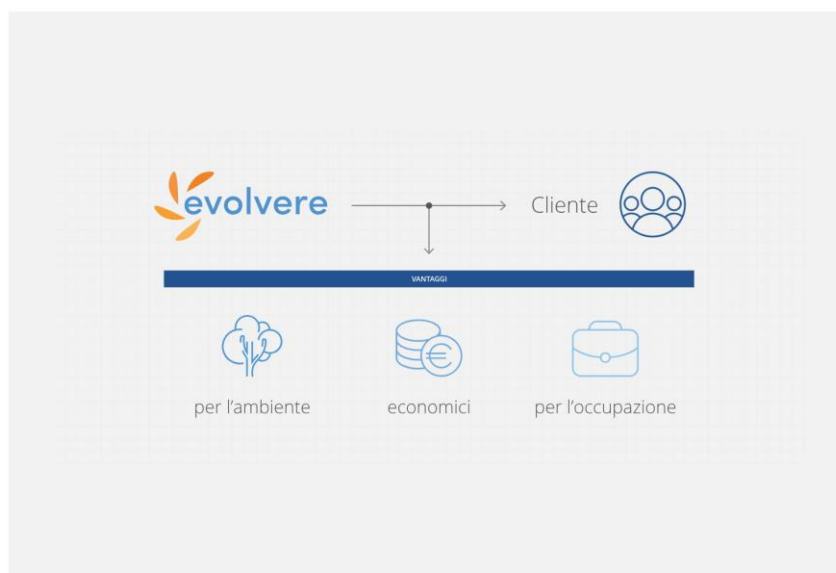 evolvere
Cliente
VANTAGGI
€
per l'ambiente
economici
per l'occupazione